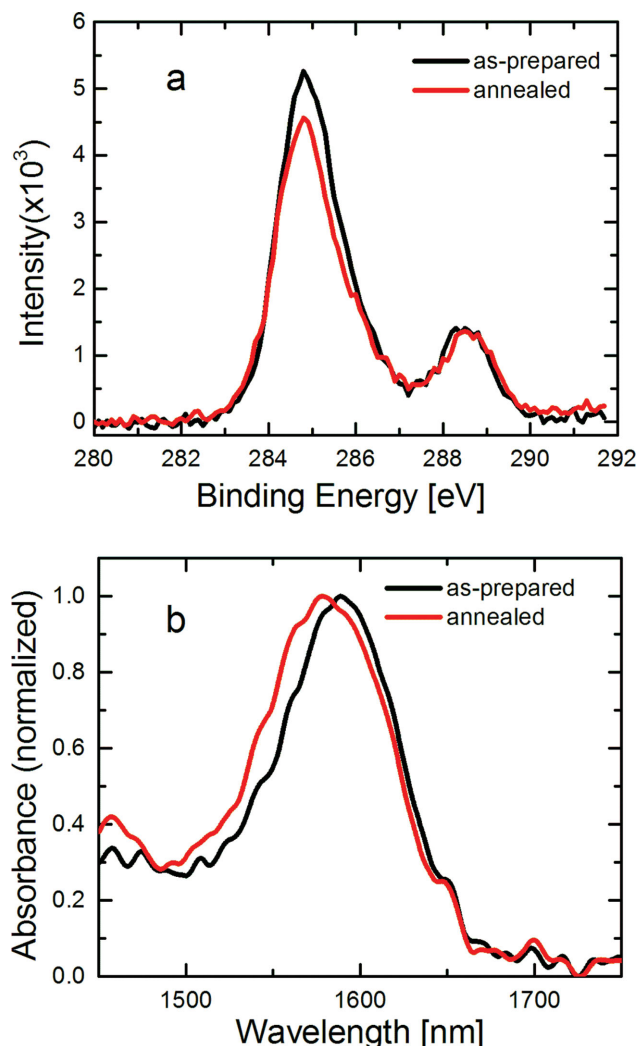 a
as-prepared
annealed
Intensity(x10³)
6
5
4
3
2
1
0
280 282 284 286 288 290 292
Binding Energy [eV]
b
as-prepared
annealed
Absorbance (normalized)
1.0
0.8
0.6
0.4
0.2
0.0
1500 1600 1700
Wavelength [nm]